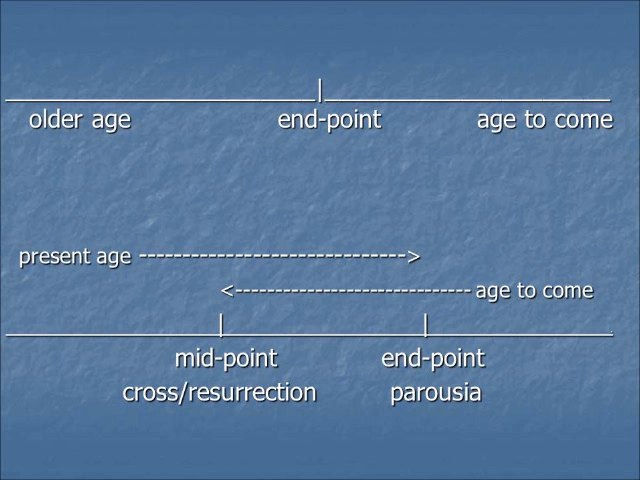 older age end-point age to come
present age ------------------------------->
<----------------------------- age to come
mid-point end-point
cross/resurrection parousia